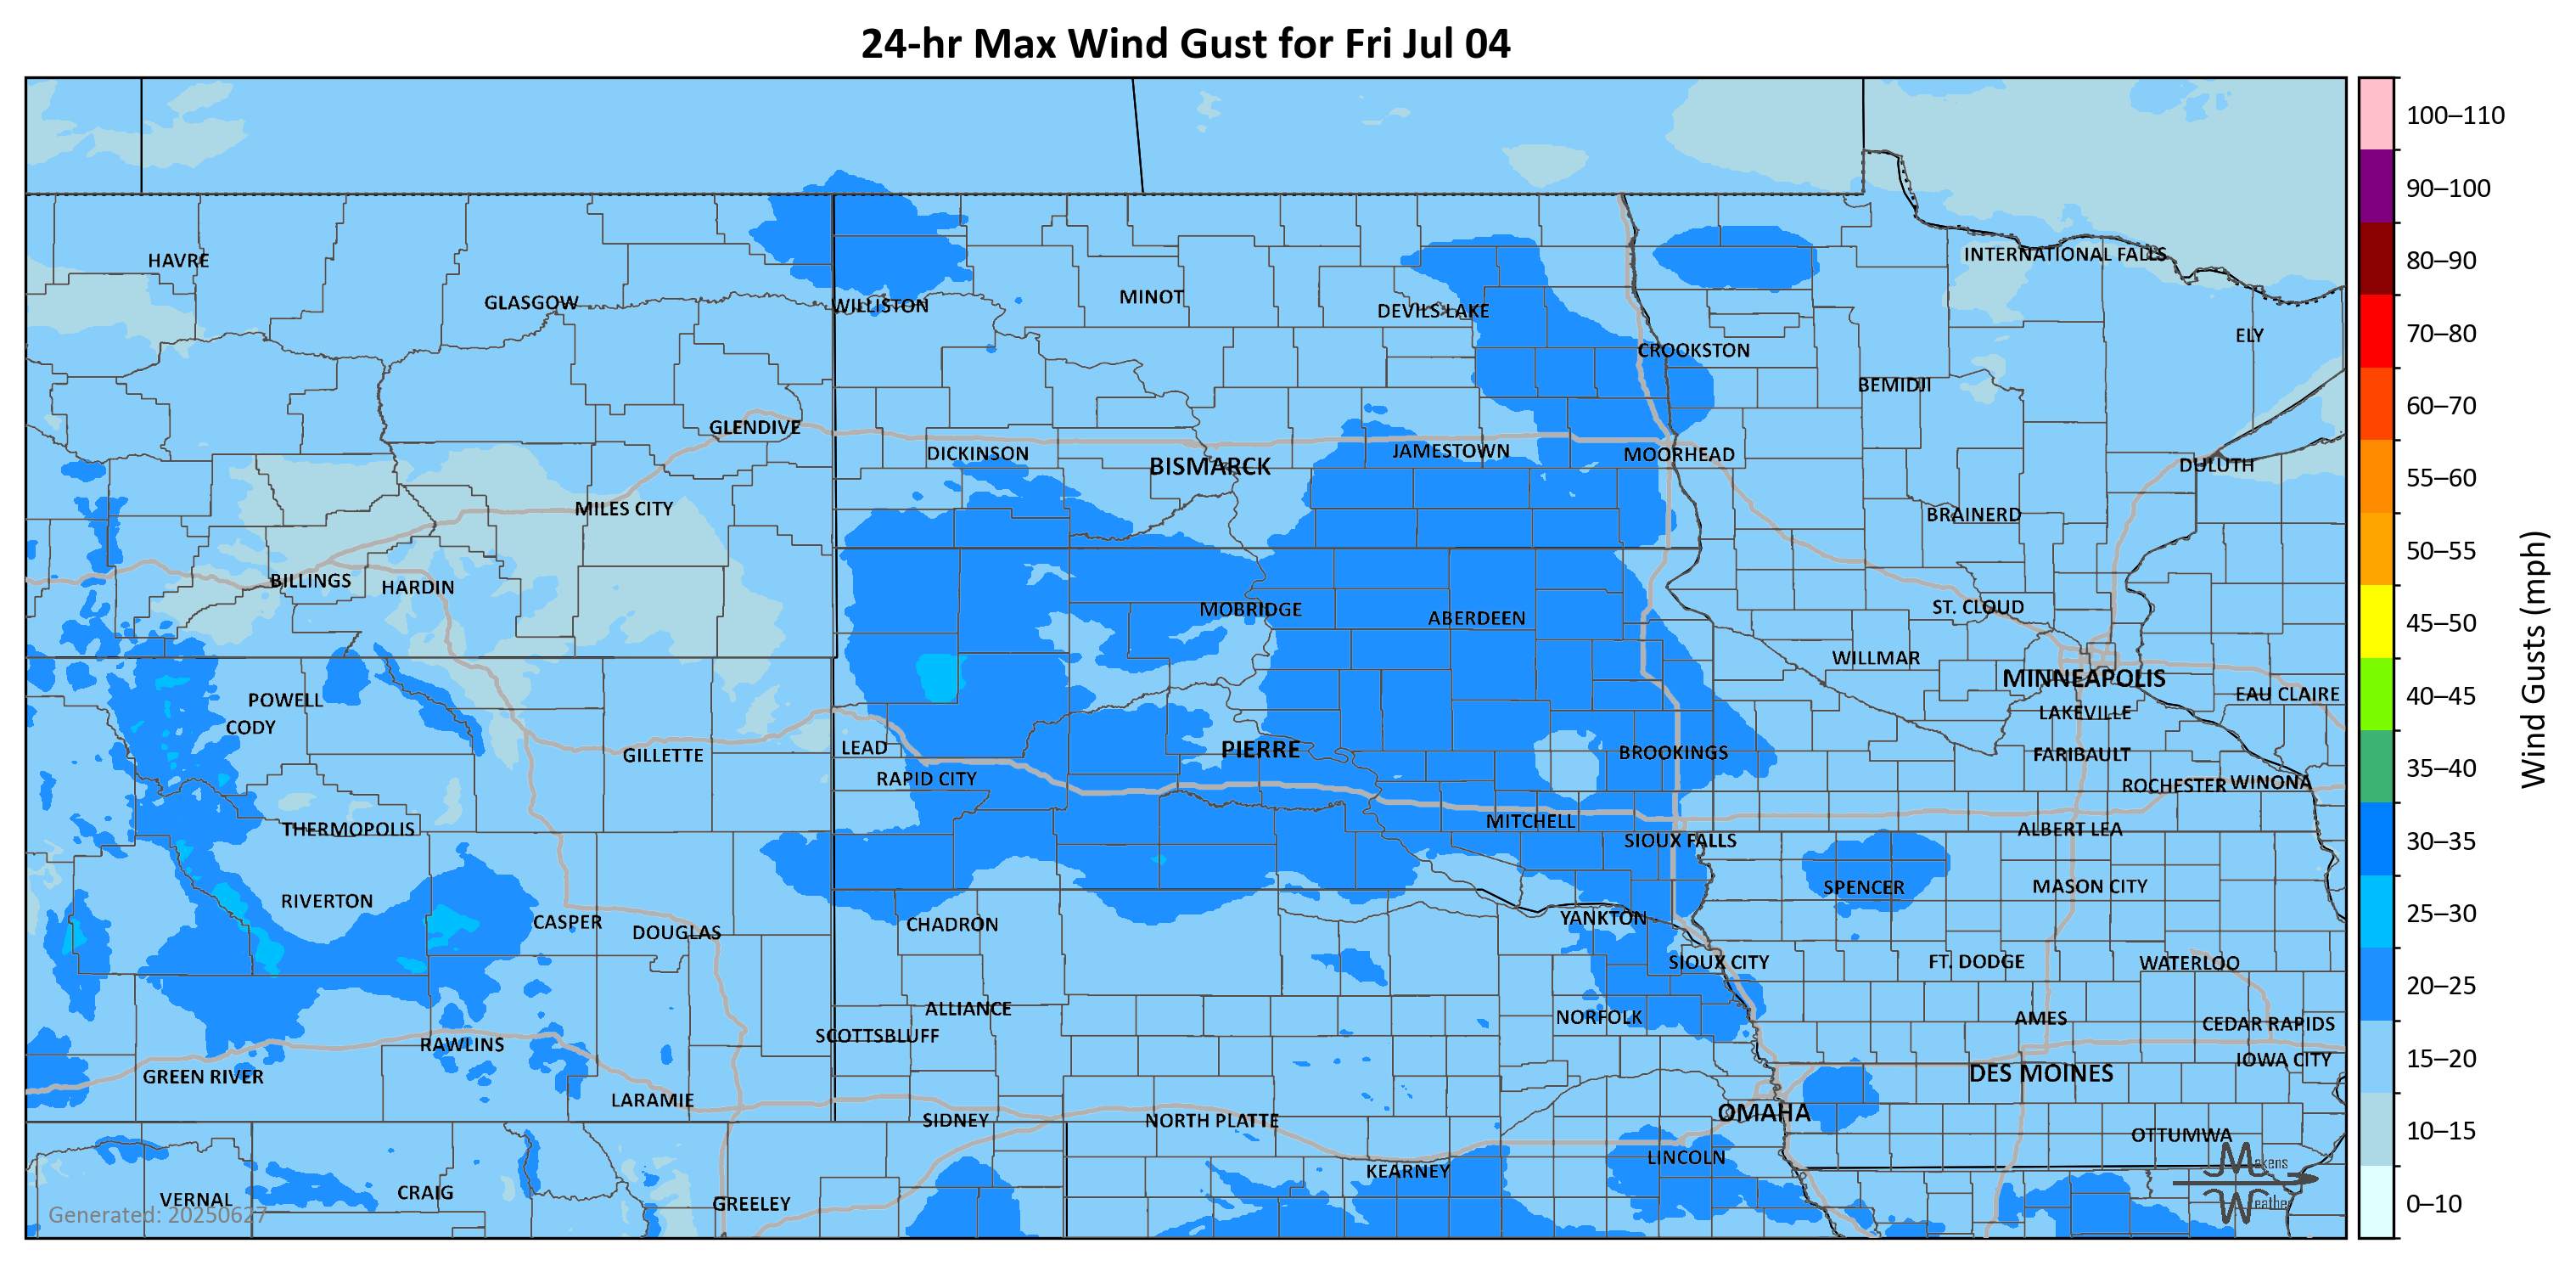 24-hr Max Wind Gust for Fri Jul 04
100–110
90–100
80–90
70–80
60–70
55–60
50–55
45–50
40–45
35–40
30–35
25–30
20–25
15–20
10–15
0–10
Wind Gusts (mph)
HAVRE
INTERNATIONAL FALLS
GLASGOW
WILLISTON
MINOT
DEVILS LAKE
ELY
CROOKSTON
BEMIDJI
GLENDIVE
DICKINSON
BISMARCK
JAMESTOWN
MOORHEAD
DULUTH
MILES CITY
BRAINERD
BILLINGS
HARDIN
MOBRIDGE
ABERDEEN
ST. CLOUD
WILLMAR
MINNEAPOLIS
POWELL
EAU CLAIRE
CODY
LAKEVILLE
GILLETTE
LEAD
PIERRE
BROOKINGS
FARIBAULT
RAPID CITY
ROCHESTER
WINONA
THERMOPOLIS
MITCHELL
SIOUX FALLS
ALBERT LEA
RIVERTON
SPENCER
MASON CITY
CASPER
DOUGLAS
CHADRON
YANKTON
SIOUX CITY
FT. DODGE
WATERLOO
ALLIANCE
NORFOLK
AMES
CEDAR RAPIDS
SCOTTSBLUFF
RAWLINS
IOWA CITY
GREEN RIVER
DES MOINES
LARAMIE
SIDNEY
NORTH PLATTE
OMAHA
OTTUMWA
KEARNEY
LINCOLN
VERNAL
CRAIG
GREELEY
Generated: 20250627
Makens
Weather